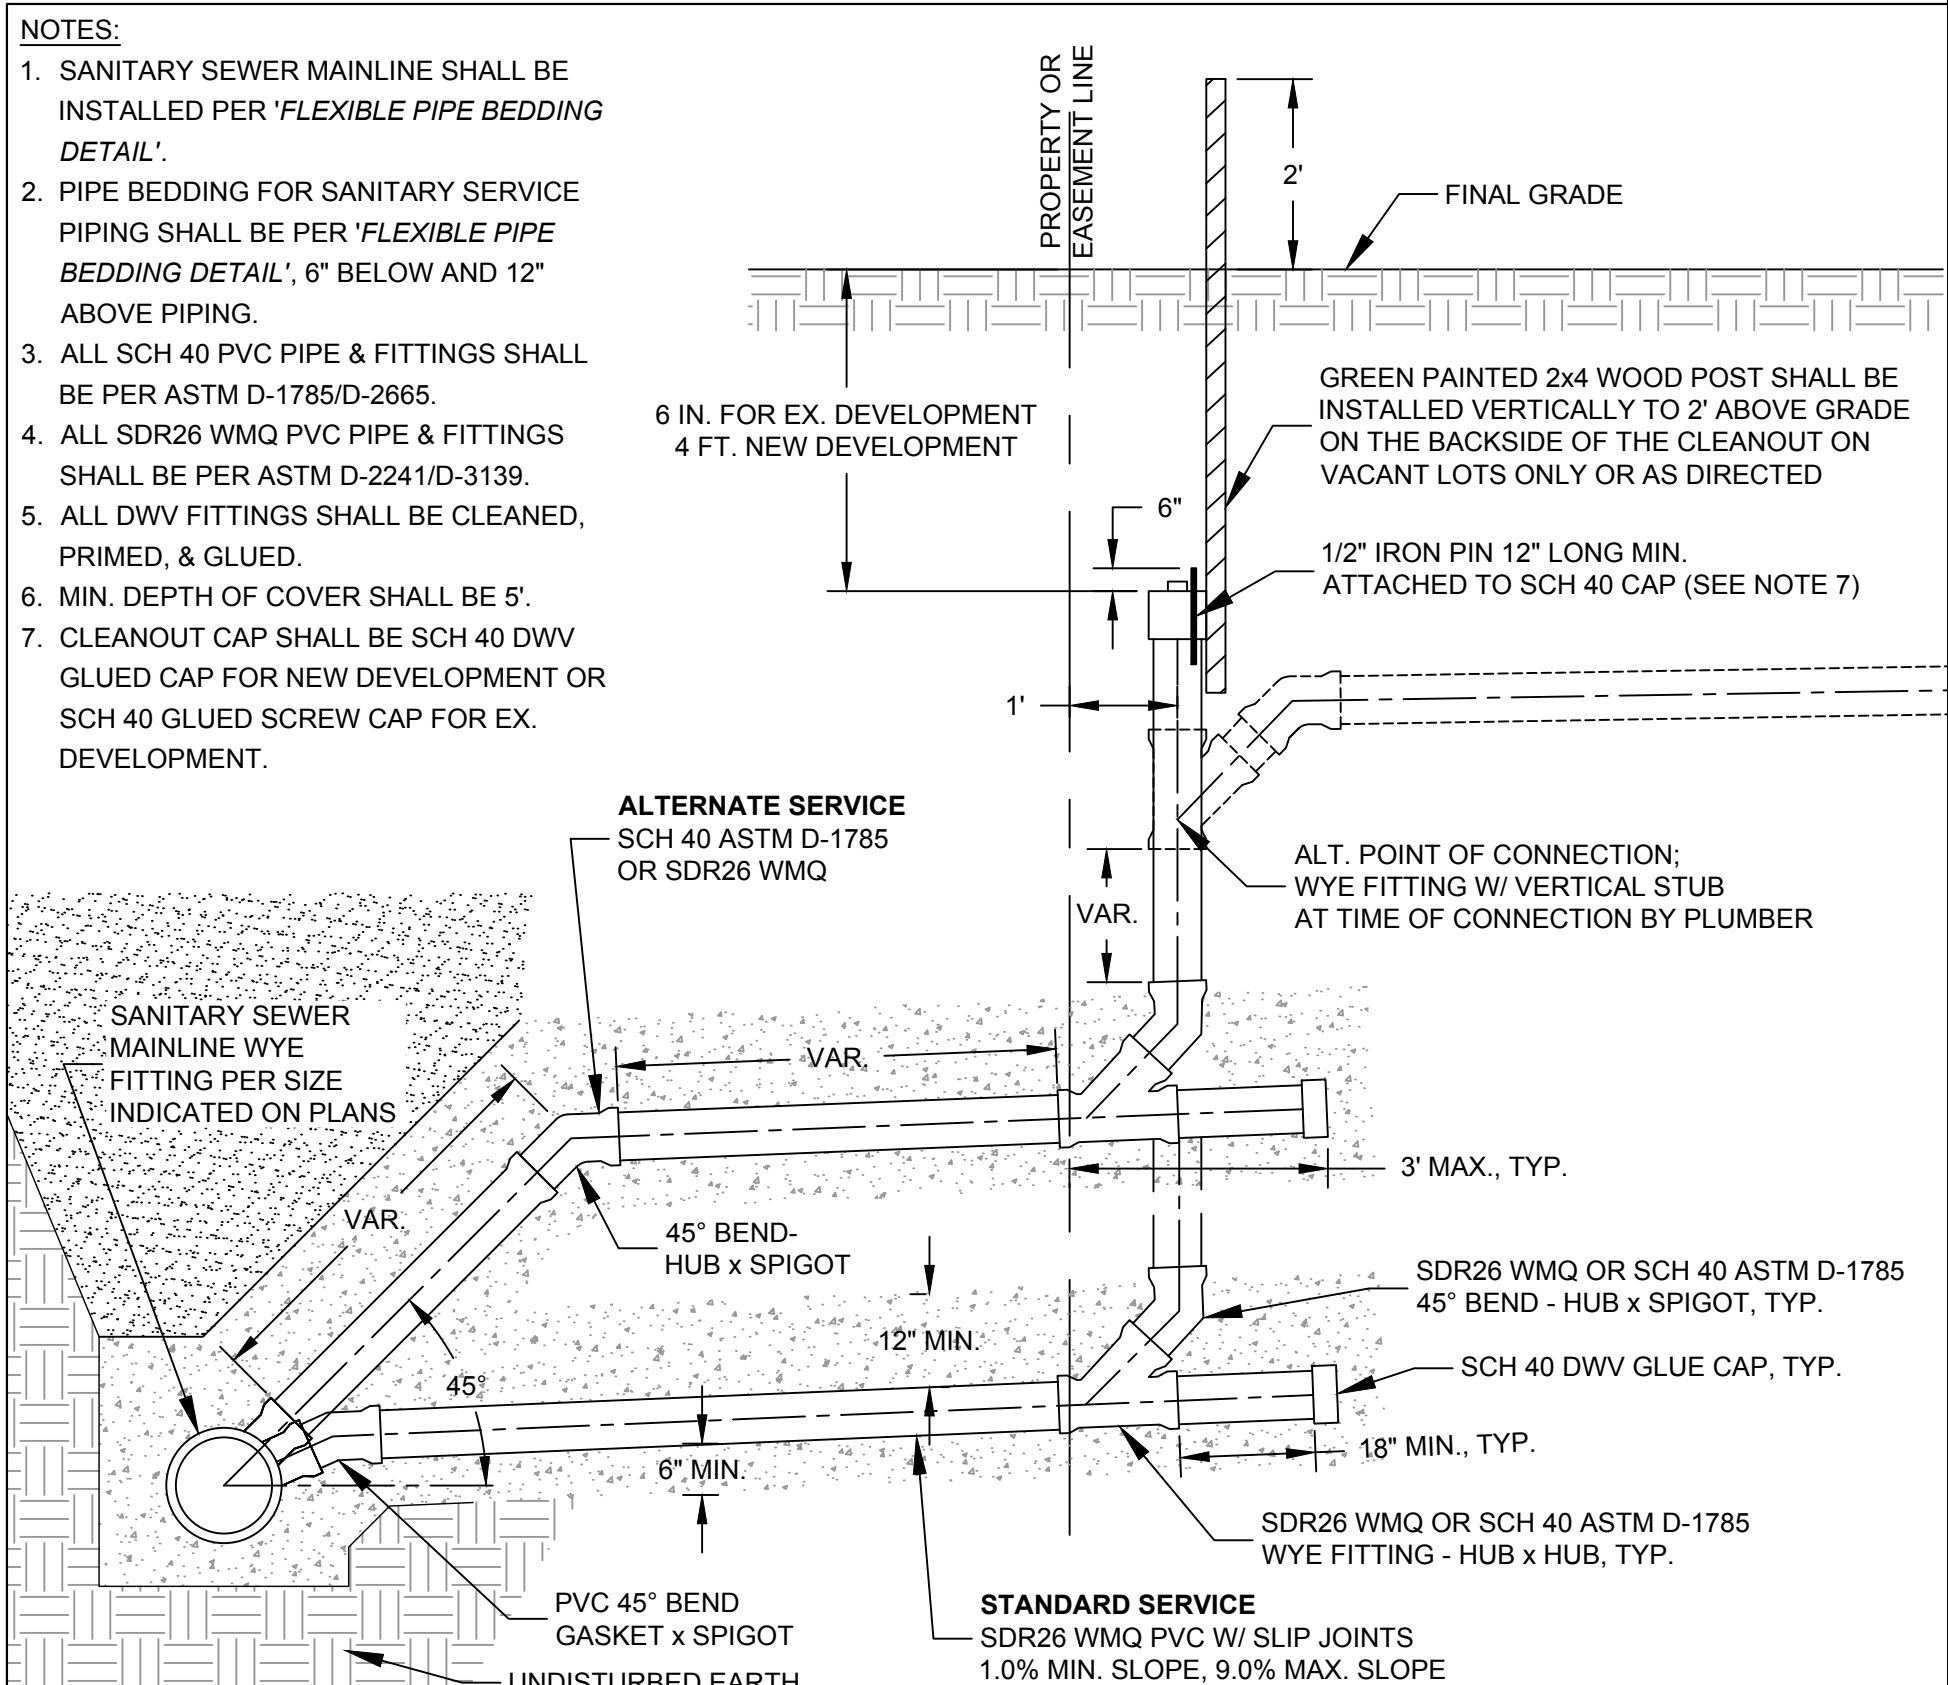 NOTES:
1. SANITARY SEWER MAINLINE SHALL BE
INSTALLED PER 'FLEXIBLE PIPE BEDDING
DETAIL'.
2. PIPE BEDDING FOR SANITARY SERVICE
PIPING SHALL BE PER 'FLEXIBLE PIPE
BEDDING DETAIL', 6" BELOW AND 12"
ABOVE PIPING.
3. ALL SCH 40 PVC PIPE & FITTINGS SHALL
BE PER ASTM D-1785/D-2665.
4. ALL SDR26 WMQ PVC PIPE & FITTINGS
SHALL BE PER ASTM D-2241/D-3139.
5. ALL DWV FITTINGS SHALL BE CLEANED,
PRIMED, & GLUED.
6. MIN. DEPTH OF COVER SHALL BE 5'.
7. CLEANOUT CAP SHALL BE SCH 40 DWV
GLUED CAP FOR NEW DEVELOPMENT OR
SCH 40 GLUED SCREW CAP FOR EX.
DEVELOPMENT.
PROPERTY OR
EASEMENT LINE
2'
FINAL GRADE
6 IN. FOR EX. DEVELOPMENT
4 FT. NEW DEVELOPMENT
GREEN PAINTED 2x4 WOOD POST SHALL BE
INSTALLED VERTICALLY TO 2' ABOVE GRADE
ON THE BACKSIDE OF THE CLEANOUT ON
VACANT LOTS ONLY OR AS DIRECTED
6"
1/2" IRON PIN 12" LONG MIN.
ATTACHED TO SCH 40 CAP (SEE NOTE 7)
1'
ALTERNATE SERVICE
SCH 40 ASTM D-1785
OR SDR26 WMQ
ALT. POINT OF CONNECTION;
WYE FITTING W/ VERTICAL STUB
AT TIME OF CONNECTION BY PLUMBER
VAR.
SANITARY SEWER
MAINLINE WYE
FITTING PER SIZE
INDICATED ON PLANS
VAR.
3' MAX., TYP.
VAR.
45° BEND-
HUB x SPIGOT
SDR26 WMQ OR SCH 40 ASTM D-1785
45° BEND - HUB x SPIGOT, TYP.
12" MIN.
SCH 40 DWV GLUE CAP, TYP.
45°
18" MIN., TYP.
6" MIN.
SDR26 WMQ OR SCH 40 ASTM D-1785
WYE FITTING - HUB x HUB, TYP.
PVC 45° BEND
GASKET x SPIGOT
STANDARD SERVICE
SDR26 WMQ PVC W/ SLIP JOINTS
1.0% MIN. SLOPE, 9.0% MAX. SLOPE
UNDISTURBED EARTH